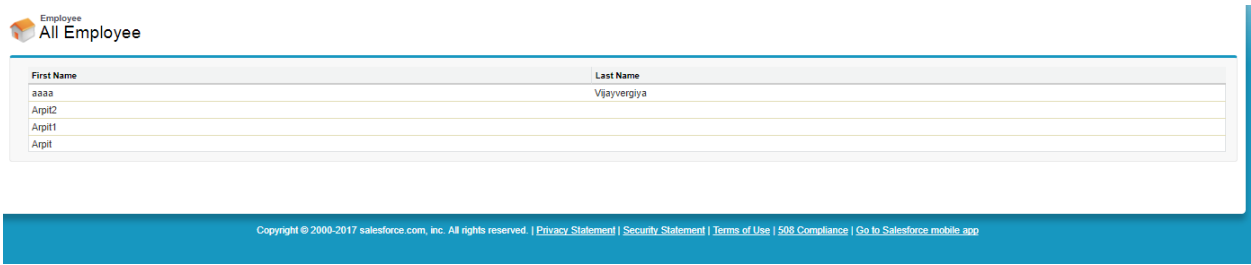 Employee
All Employee
First Name Last Name
aaaa Vijayvergiya
Arpit2
Arpit1
Arpit
Copyright © 2000-2017 salesforce.com, inc. All rights reserved. | Privacy Statement | Security Statement | Terms of Use | 508 Compliance | Go to Salesforce mobile app